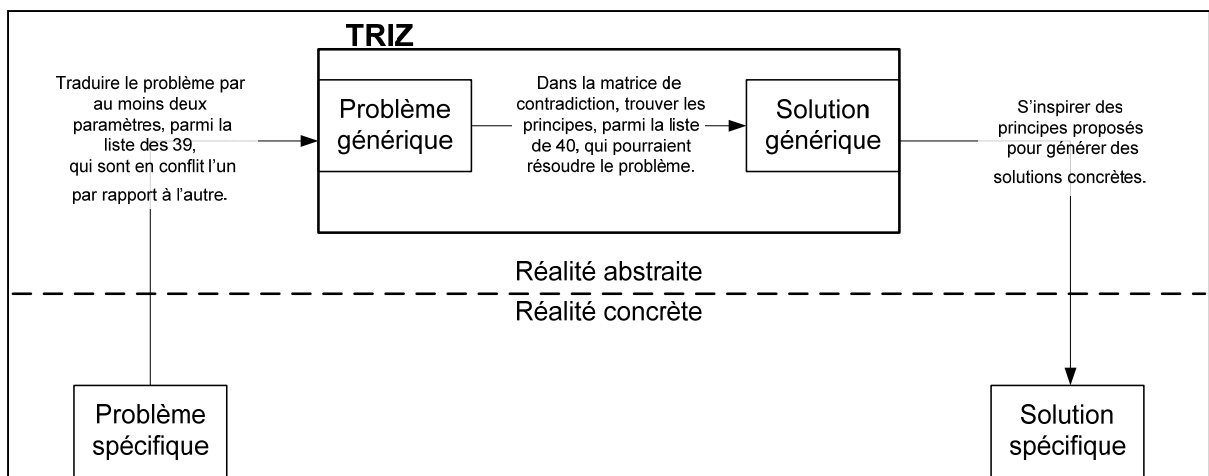 TRIZ
Traduire le problème par
au moins deux
paramètres, parmi la
liste des 39,
qui sont en conflit l'un
par rapport à l'autre.
Problème
générique
Dans la matrice de
contradiction, trouver les
principes, parmi la liste
de 40, qui pourraient
résoudre le problème.
Solution
générique
S'inspirer des
principes proposés
pour générer des
solutions concrètes.
Réalité abstraite
Réalité concrète
Problème
spécifique
Solution
spécifique